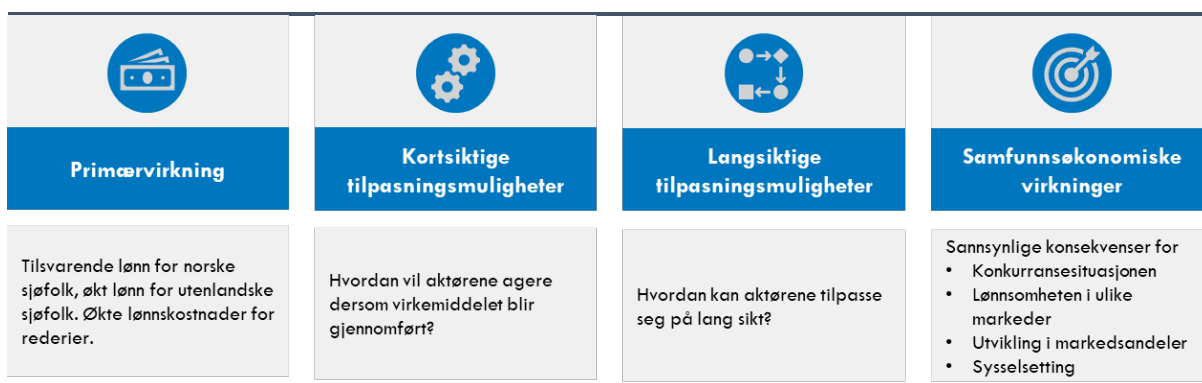 Primærvirkning
Tilsvarende lønn for norske
sjøfolk, økt lønn for utenlandske
sjøfolk. Økte lønnskostnader for
rederier.
Kortsiktige
tilpasningsmuligheter
Hvordan vil aktørene agere
dersom virkemiddelet blir
gjennomført?
Langsiktige
tilpasningsmuligheter
Hvordan kan aktørene tilpasse
seg på lang sikt?
Samfunnsøkonomiske
virkninger
Sannsynlige konsekvenser for
• Konkurransesituasjonen
• Lønnsomheten i ulike
markeder
• Utvikling i markedsandeler
• Sysselsetting